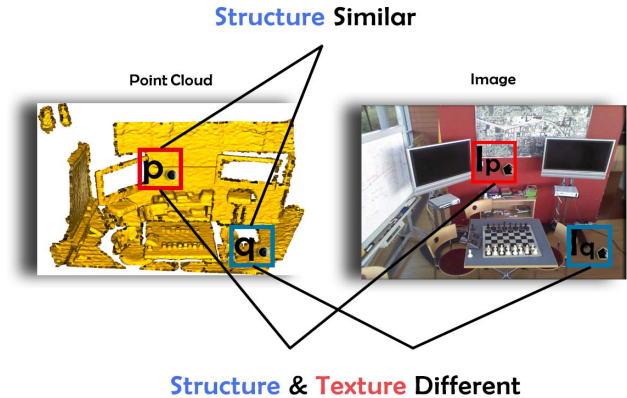 Structure Similar
Point Cloud
Image
p
Ip
q
Iq
Structure & Texture Different